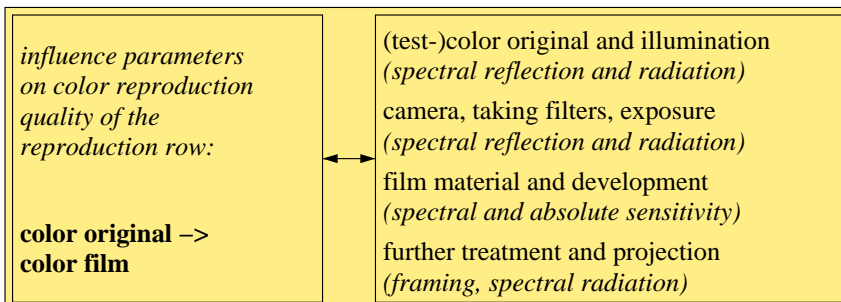 influence parameters
on color reproduction
quality of the
reproduction row:
color original −>
color film
(test-)color original and illumination
(spectral reflection and radiation)
camera, taking filters, exposure
(spectral reflection and radiation)
film material and development
(spectral and absolute sensitivity)
further treatment and projection
(framing, spectral radiation)